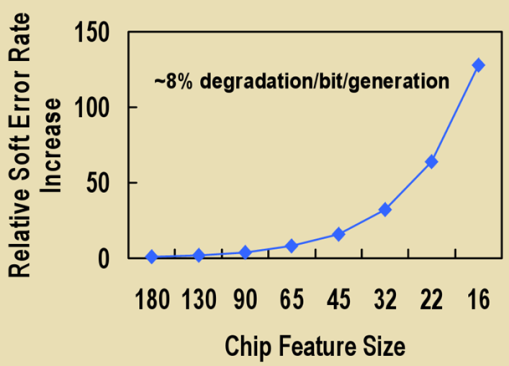 Relative Soft Error Rate
Increase
150
100
50
0
~8% degradation/bit/generation
180 130 90 65 45 32 22 16
Chip Feature Size